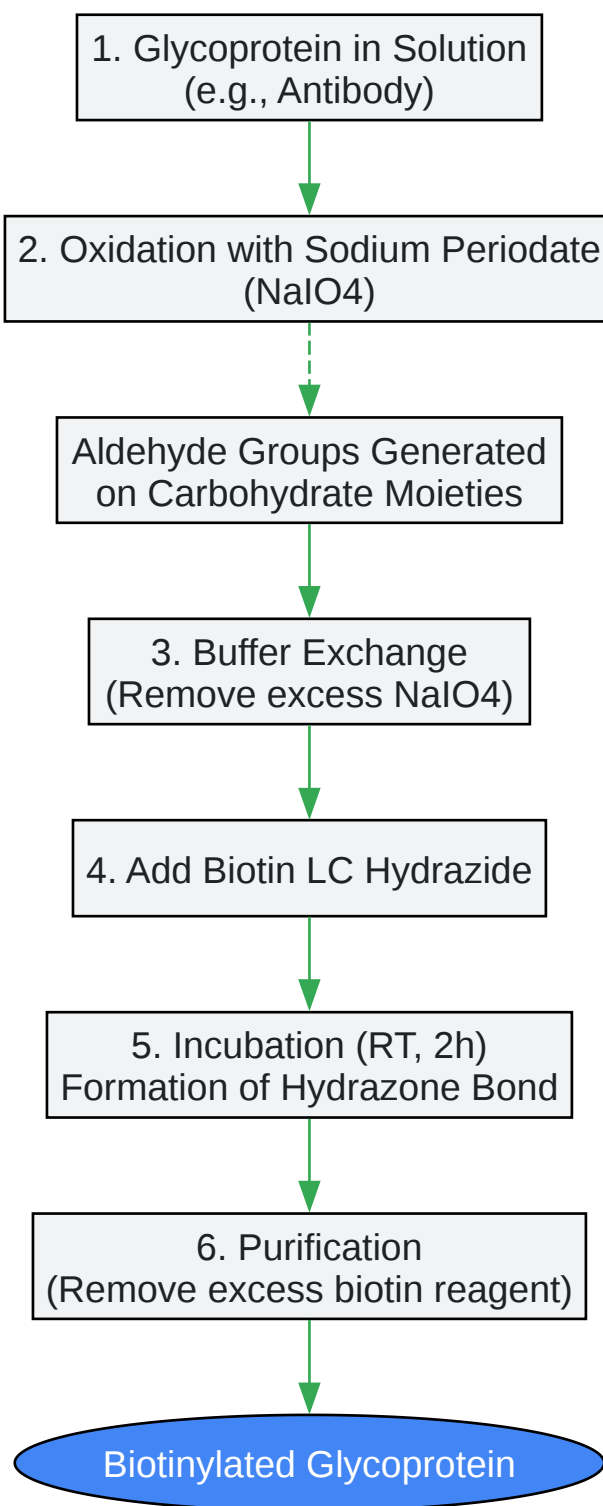 1. Glycoprotein in Solution
(e.g., Antibody)
2. Oxidation with Sodium Periodate
(NaIO4)
Aldehyde Groups Generated
on Carbohydrate Moieties
3. Buffer Exchange
(Remove excess NaIO4)
4. Add Biotin LC Hydrazide
5. Incubation (RT, 2h)
Formation of Hydrazone Bond
6. Purification
(Remove excess biotin reagent)
Biotinylated Glycoprotein